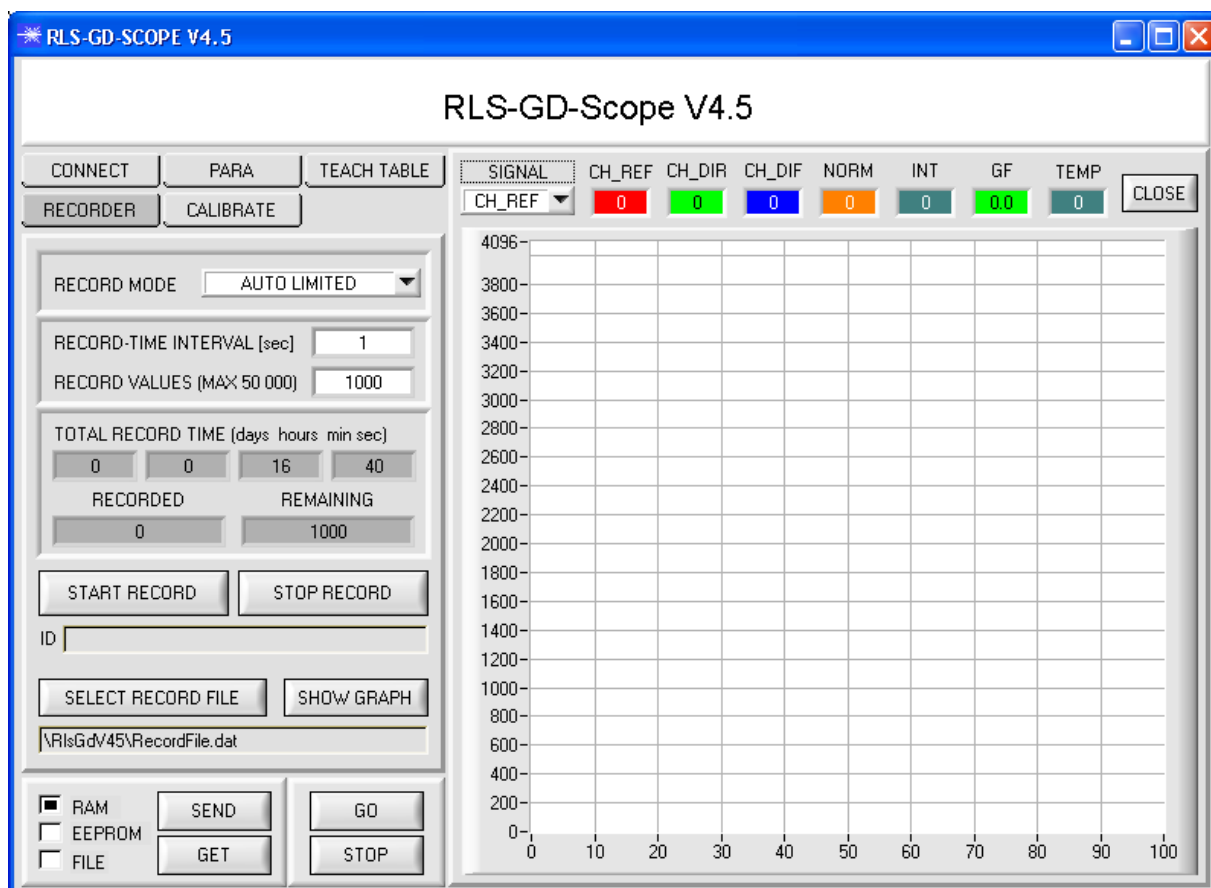 RLS-GD-SCOPE V4.5
RLS-GD-Scope V4.5
CONNECT PARA TEACH TABLE
RECORDER CALIBRATE
RECORD MODE AUTO LIMITED
RECORD-TIME INTERVAL [sec] 1
RECORD VALUES (MAX 50 000) 1000
TOTAL RECORD TIME (days hours min sec)
0 0 16 40
RECORDED REMAINING
0 1000
START RECORD STOP RECORD
ID
SELECT RECORD FILE SHOW GRAPH
\RlsGdV45\RecordFile.dat
RAM SEND GO
EEPROM
FILE GET STOP
SIGNAL CH_REF CH_DIR CH_DIF NORM INT GF TEMP
CH_REF 0 0 0 0 0 0.0 0 CLOSE
4096
3800
3600
3400
3200
3000
2800
2600
2400
2200
2000
1800
1600
1400
1200
1000
800
600
400
200
0
0 10 20 30 40 50 60 70 80 90 100